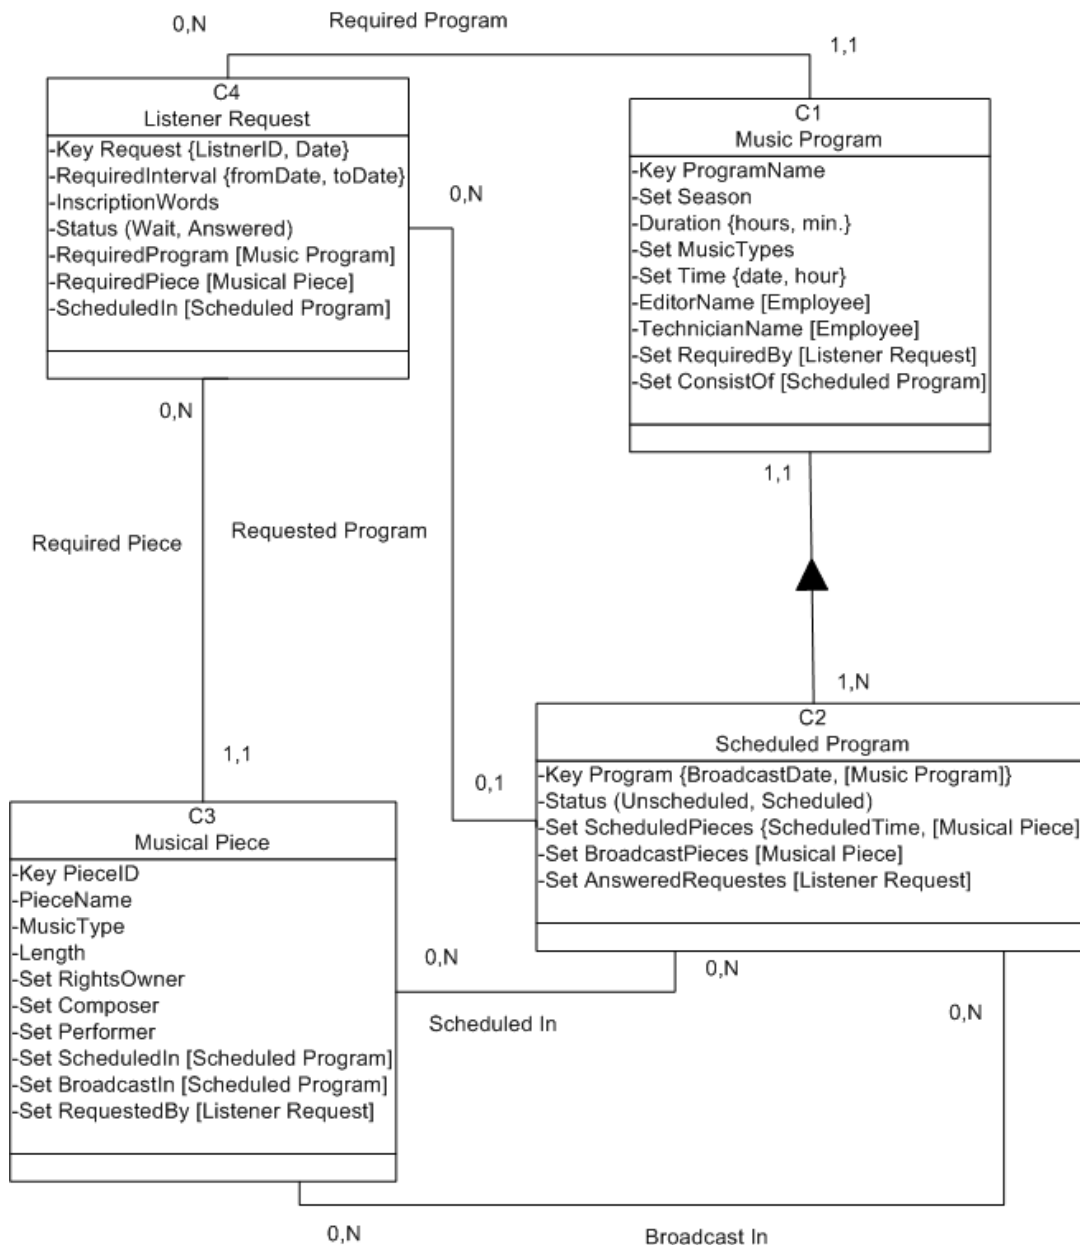 0,N
Required Program
1,1
C4
Listener Request
-Key Request {ListnerID, Date}
-RequiredInterval {fromDate, toDate}
-InscriptionWords
-Status (Wait, Answered)
-RequiredProgram [Music Program]
-RequiredPiece [Musical Piece]
-ScheduledIn [Scheduled Program]
0,N
C1
Music Program
-Key ProgramName
-Set Season
-Duration {hours, min.}
-Set MusicTypes
-Set Time {date, hour}
-EditorName [Employee]
-TechnicianName [Employee]
-Set RequiredBy [Listener Request]
-Set ConsistOf [Scheduled Program]
0,N
1,1
Required Piece
Requested Program
1,N
1,1
0,1
C2
Scheduled Program
-Key Program {BroadcastDate, [Music Program]}
-Status (Unscheduled, Scheduled)
-Set ScheduledPieces {ScheduledTime, [Musical Piece]
-Set BroadcastPieces [Musical Piece]
-Set AnsweredRequestes [Listener Request]
C3
Musical Piece
-Key PieceID
-PieceName
-MusicType
-Length
-Set RightsOwner
-Set Composer
-Set Performer
-Set ScheduledIn [Scheduled Program]
-Set BroadcastIn [Scheduled Program]
-Set RequestedBy [Listener Request]
0,N
0,N
Scheduled In
0,N
0,N
Broadcast In